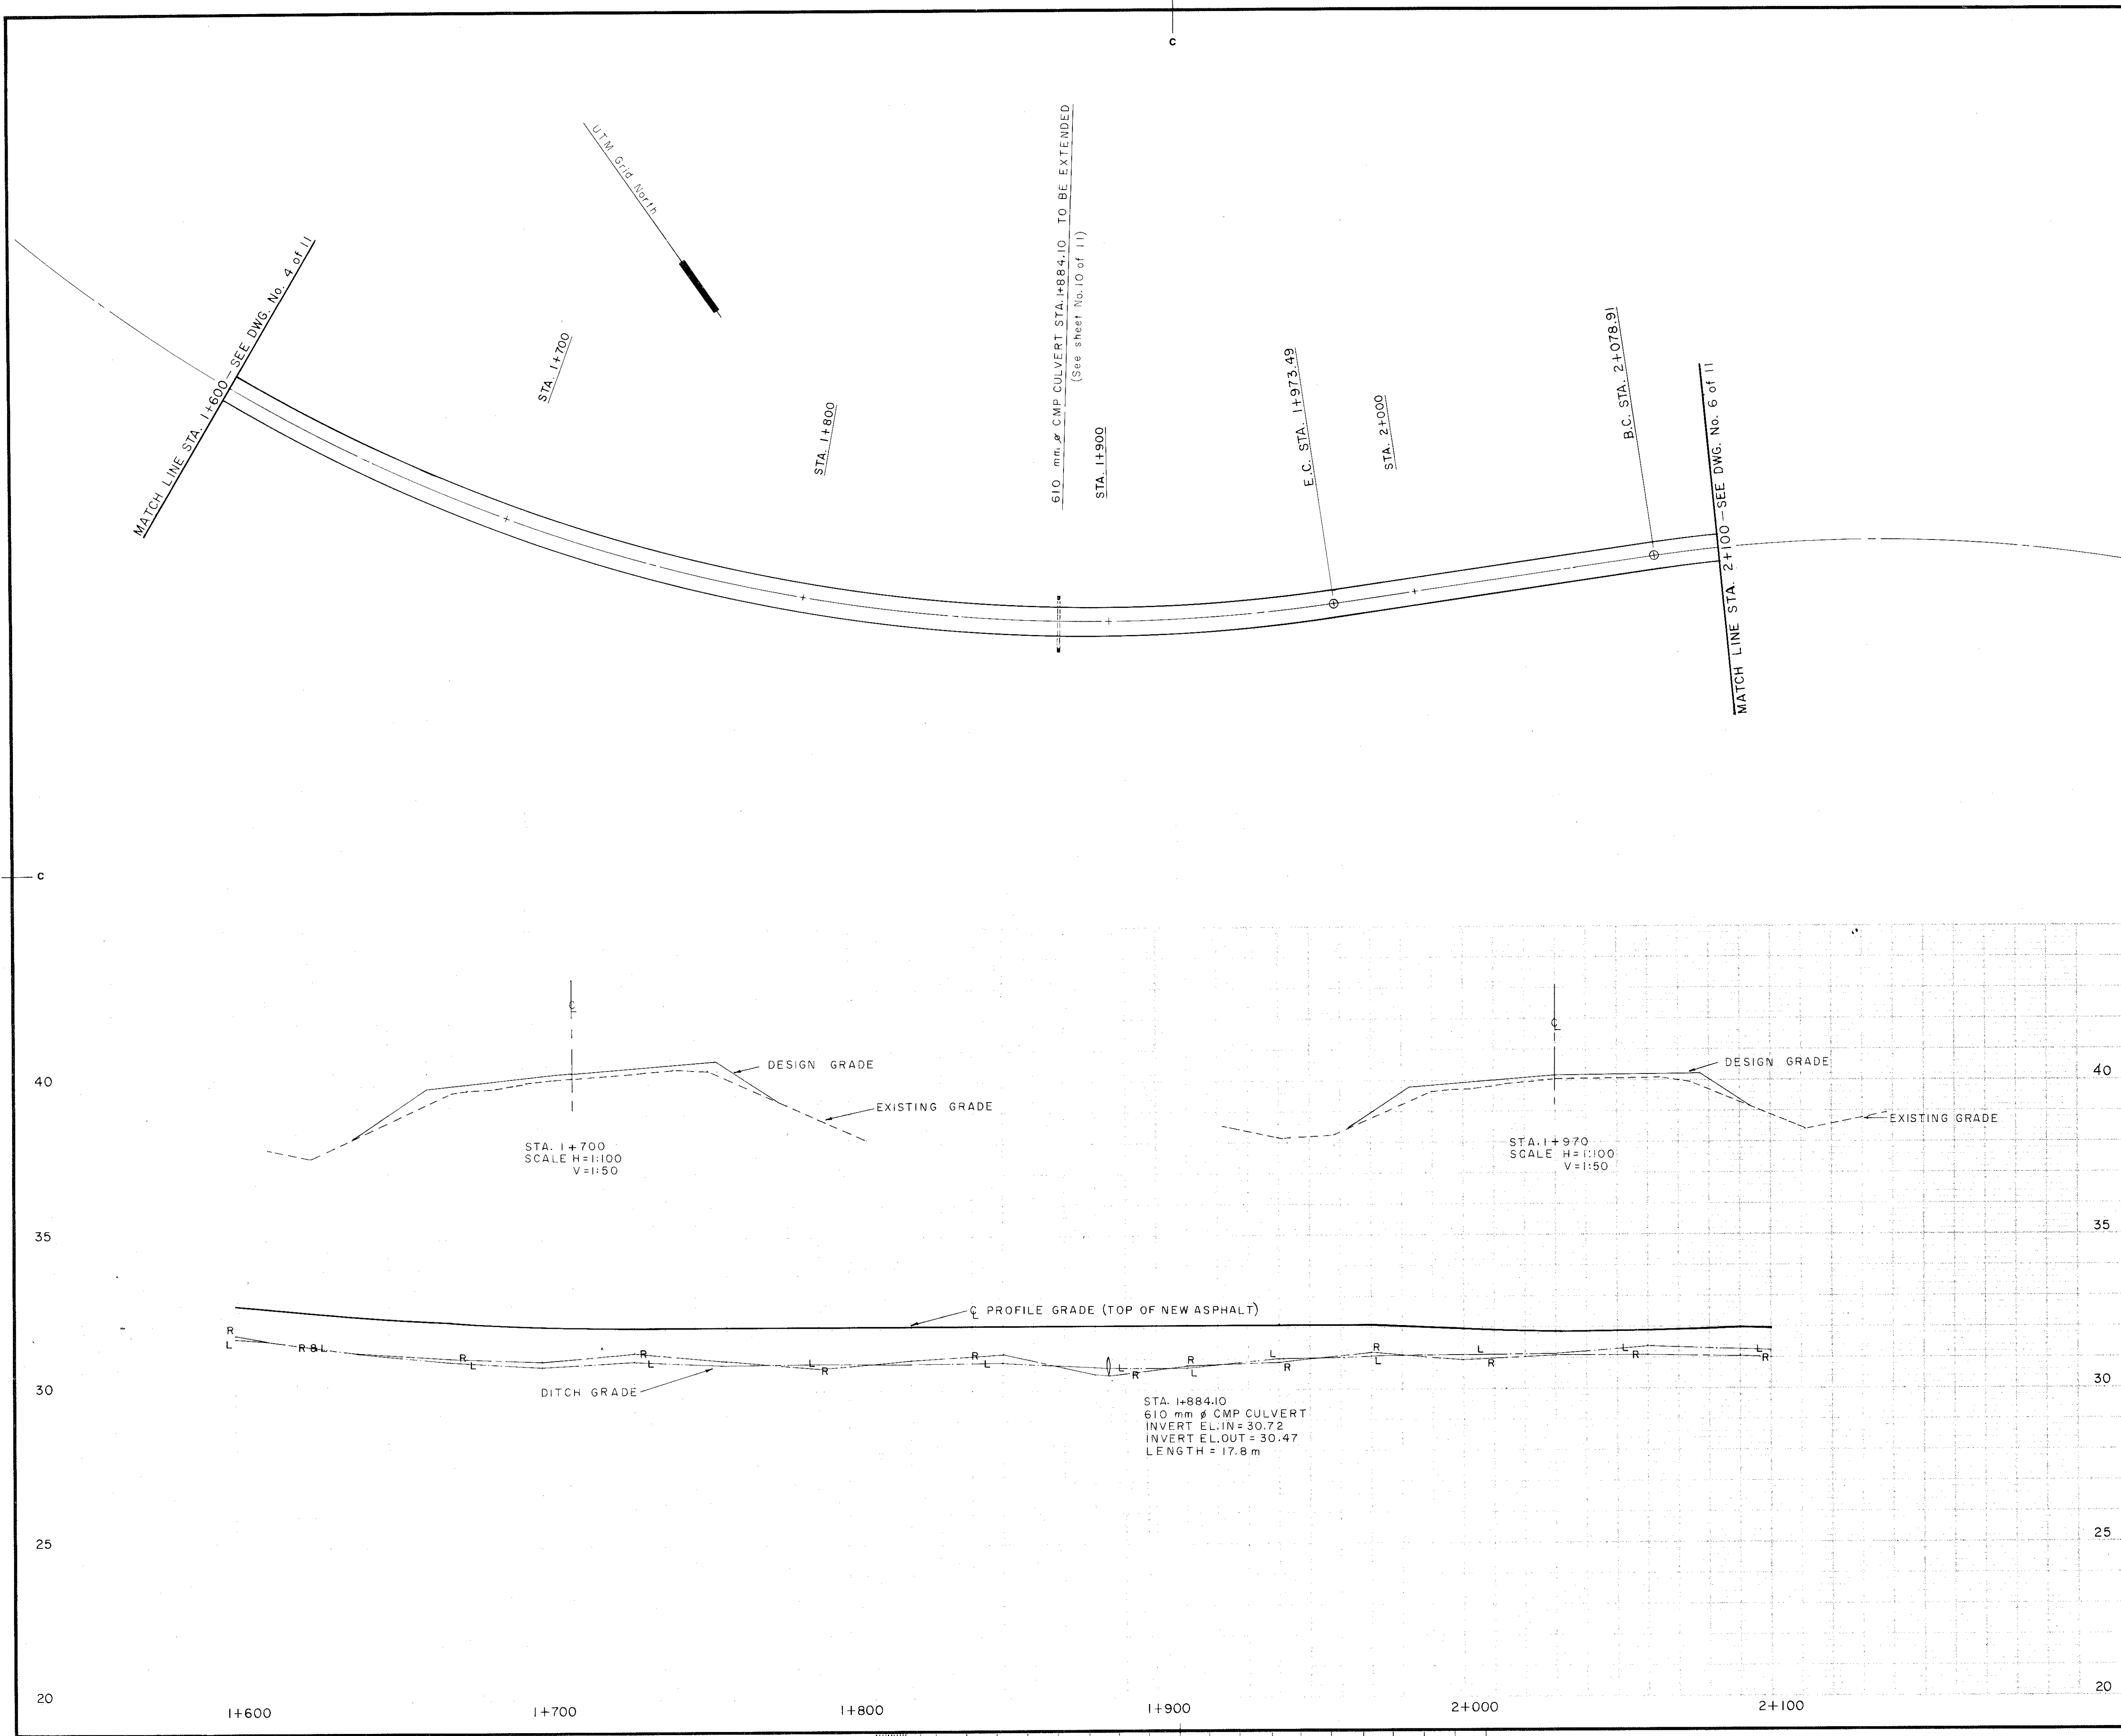 C
UTM Grid North
MATCH LINE STA. 1+600 - SEE DWG. No. 4 of 11
STA. 1+700
STA. 1+800
610 mm ø CMP CULVERT STA. 1+884.10 TO BE EXTENDED
(See sheet No. 10 of 11)
STA. 1+900
E.C. STA. 1+973.49
STA. 2+000
B.C. STA. 2+078.91
MATCH LINE STA. 2+100 - SEE DWG. No. 6 of 11
C
℄
DESIGN GRADE
EXISTING GRADE
STA. 1+700
SCALE H=1:100
V=1:50
℄
DESIGN GRADE
EXISTING GRADE
STA. 1+970
SCALE H=1:100
V=1:50
40
40
35
35
℄ PROFILE GRADE (TOP OF NEW ASPHALT)
R
L
R&L
R
L
R
L
L
R
R
L
L
R
R
L
L
R
R
L
L
R
L
R
L
R
DITCH GRADE
30
30
STA. 1+884.10
610 mm ø CMP CULVERT
INVERT EL. IN = 30.72
INVERT EL. OUT = 30.47
LENGTH = 17.8 m
25
25
20
20
1+600
1+700
1+800
1+900
2+000
2+100